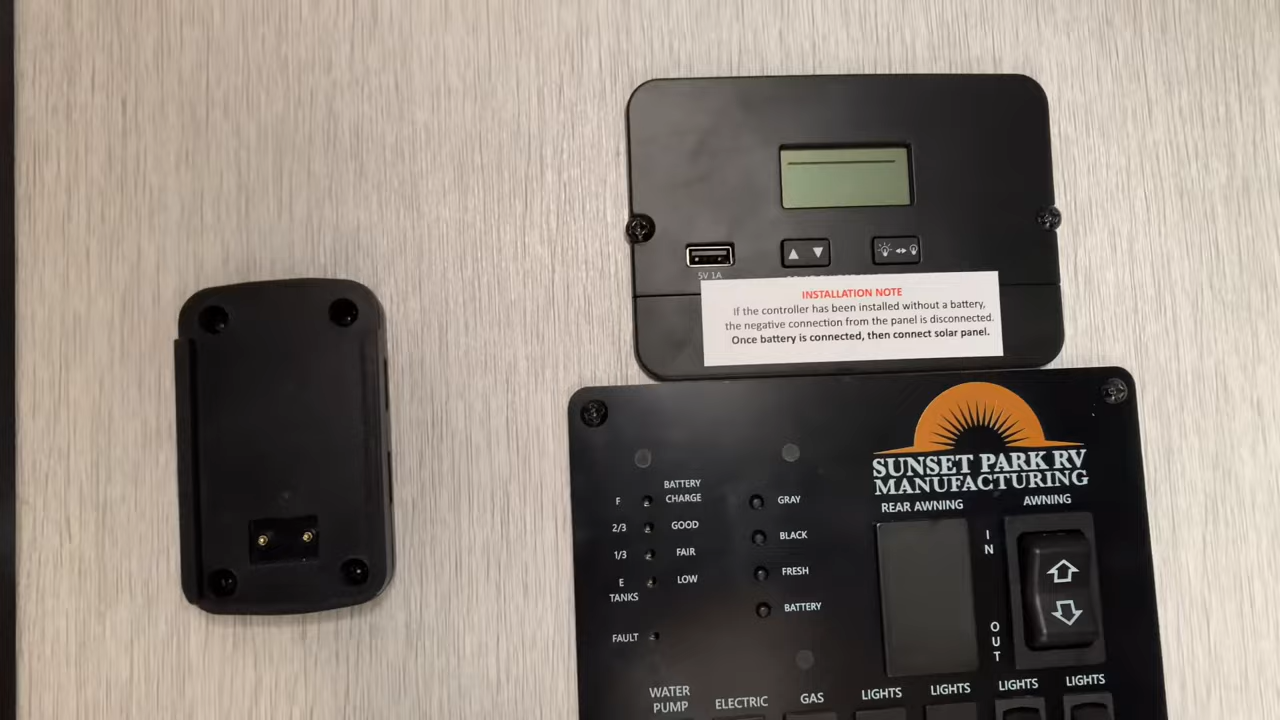 5V 1A
INSTALLATION NOTE
If the controller has been installed without a battery,
the negative connection from the panel is disconnected.
Once battery is connected, then connect solar panel.
SUNSET PARK RV
MANUFACTURING
REAR AWNING
AWNING
BATTERY
CHARGE
F
2/3
GOOD
1/3
FAIR
E
LOW
TANKS
FAULT
GRAY
BLACK
FRESH
BATTERY
IN
OUT
WATER
PUMP
ELECTRIC
GAS
LIGHTS
LIGHTS
LIGHTS
LIGHTS